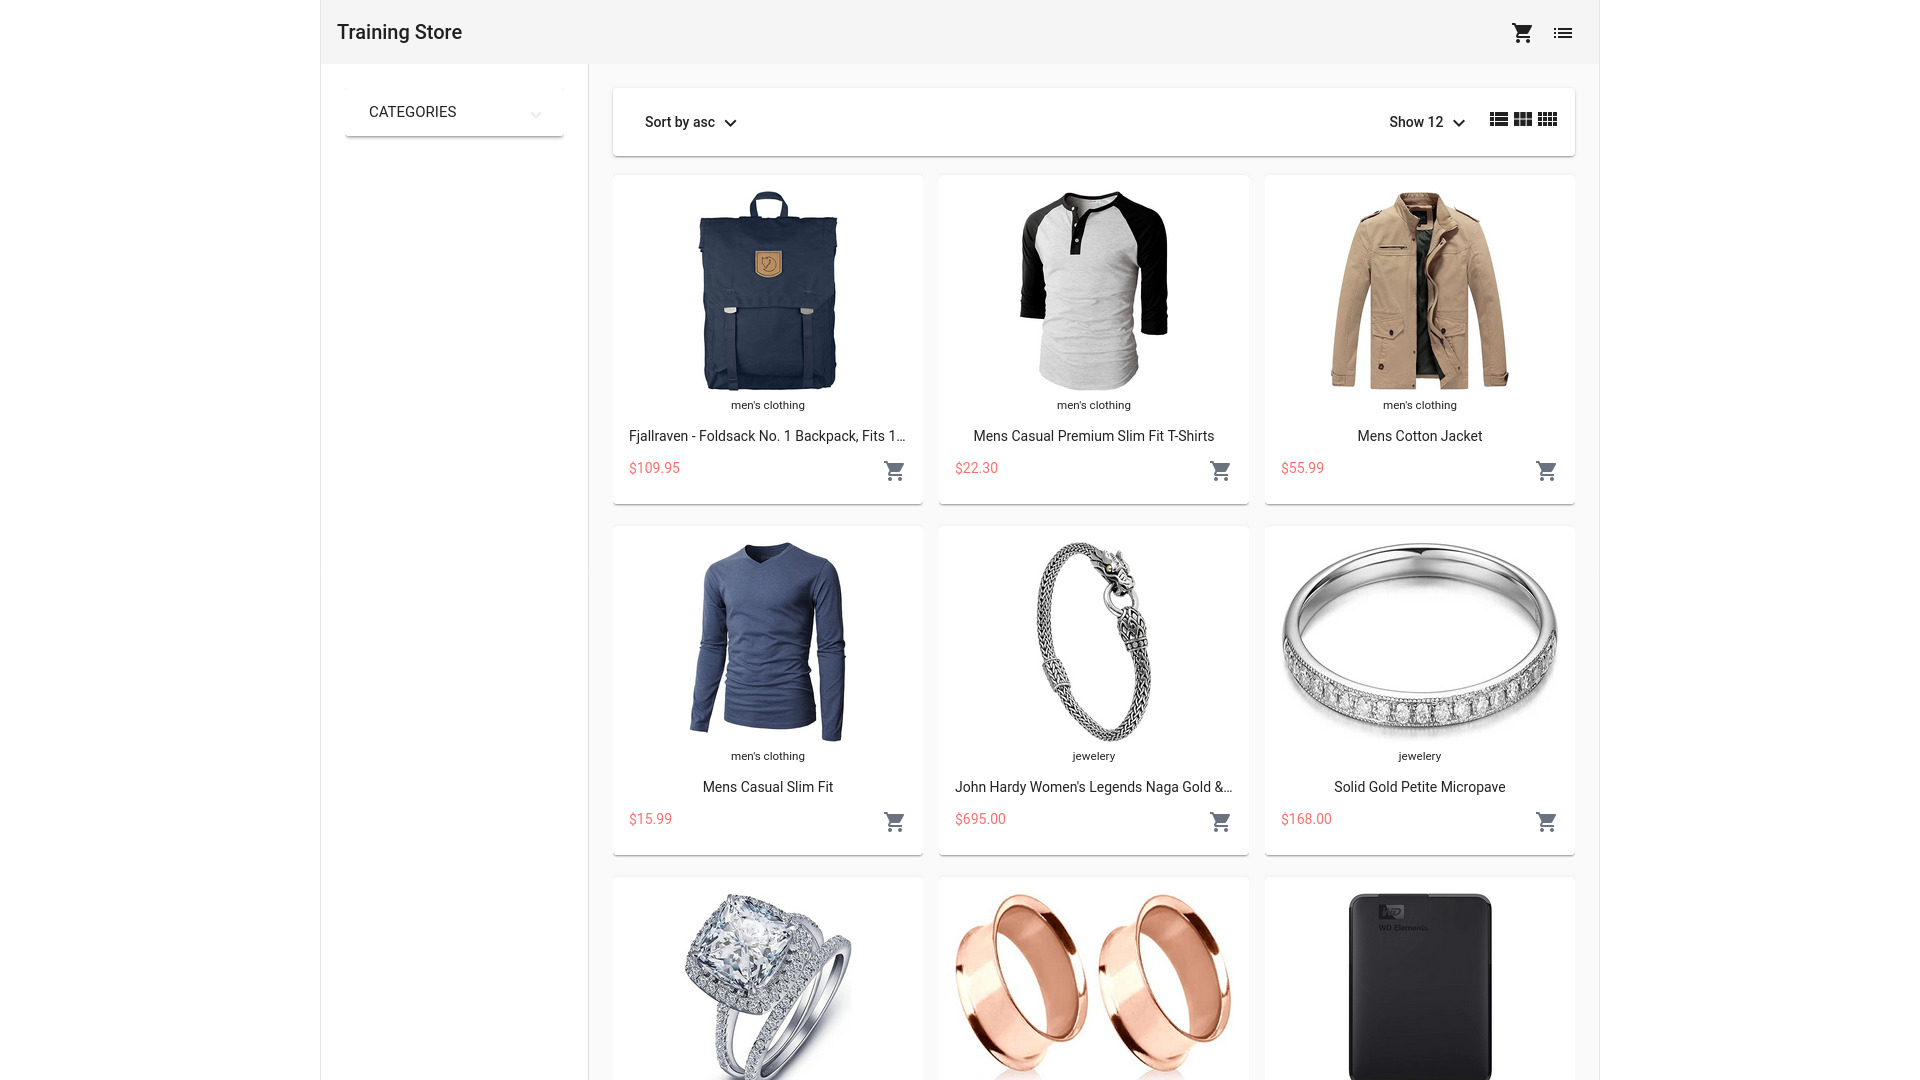 Training Store
CATEGORIES
Sort by asc
Show 12
men's clothing
Fjallraven - Foldsack No. 1 Backpack, Fits 1...
$109.95
men's clothing
Mens Casual Premium Slim Fit T-Shirts
$22.30
men's clothing
Mens Cotton Jacket
$55.99
men's clothing
Mens Casual Slim Fit
$15.99
jewelery
John Hardy Women's Legends Naga Gold &...
$695.00
jewelery
Solid Gold Petite Micropave
$168.00
WD
WD Elements